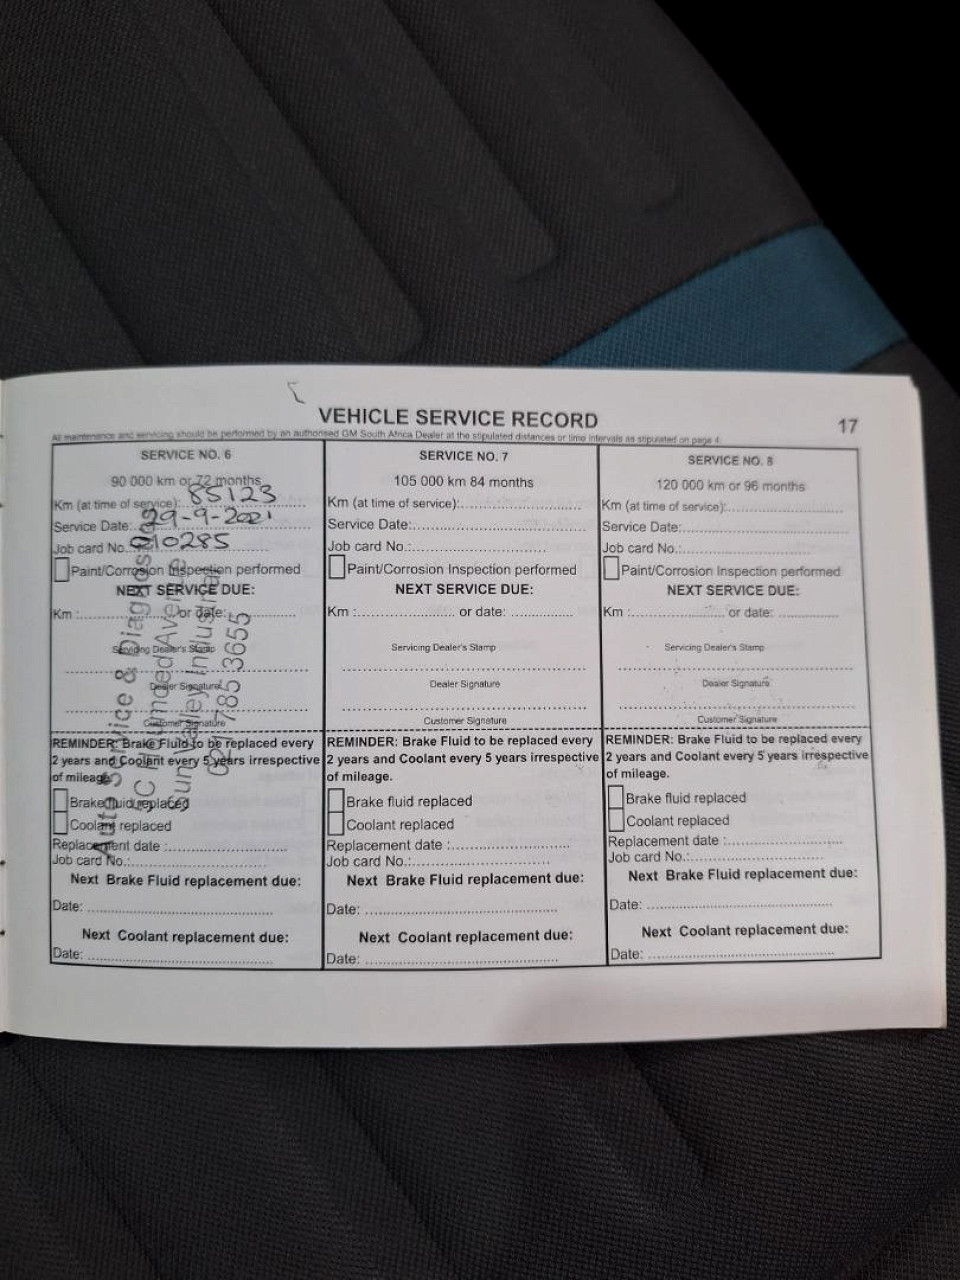 VEHICLE SERVICE RECORD
17
All maintenance and servicing should be performed by an authorised GM South Africa Dealer at the stipulated distances or time intervals as stipulated on page 4.
SERVICE NO. 6
90 000 km or 72 months
Km (at time of service): 85123
Service Date: 29-9-2021
Job card No. 010285
Paint/Corrosion Inspection performed
NEXT SERVICE DUE:
Km : or date:
Servicing Dealer's Stamp
Dealer Signature
Customer Signature
Auto Service & Diagnos
Avenue
Sun Valley Industria
021 785 3655
REMINDER: Brake Fluid to be replaced every
2 years and Coolant every 5 years irrespective
of mileage.
Brake fluid replaced
Coolant replaced
Replacement date :
Job card No.:
Next Brake Fluid replacement due:
Date:
Next Coolant replacement due:
Date:
SERVICE NO. 7
105 000 km 84 months
Km (at time of service):
Service Date:
Job card No.:
Paint/Corrosion Inspection performed
NEXT SERVICE DUE:
Km : or date:
Servicing Dealer's Stamp
Dealer Signature
Customer Signature
REMINDER: Brake Fluid to be replaced every
2 years and Coolant every 5 years irrespective
of mileage.
Brake fluid replaced
Coolant replaced
Replacement date :
Job card No.:
Next Brake Fluid replacement due:
Date:
Next Coolant replacement due:
Date:
SERVICE NO. 8
120 000 km or 96 months
Km (at time of service):
Service Date:
Job card No.:
Paint/Corrosion Inspection performed
NEXT SERVICE DUE:
Km : or date:
Servicing Dealer's Stamp
Dealer Signature
Customer Signature
REMINDER: Brake Fluid to be replaced every
2 years and Coolant every 5 years irrespective
of mileage.
Brake fluid replaced
Coolant replaced
Replacement date :
Job card No.:
Next Brake Fluid replacement due:
Date:
Next Coolant replacement due:
Date: